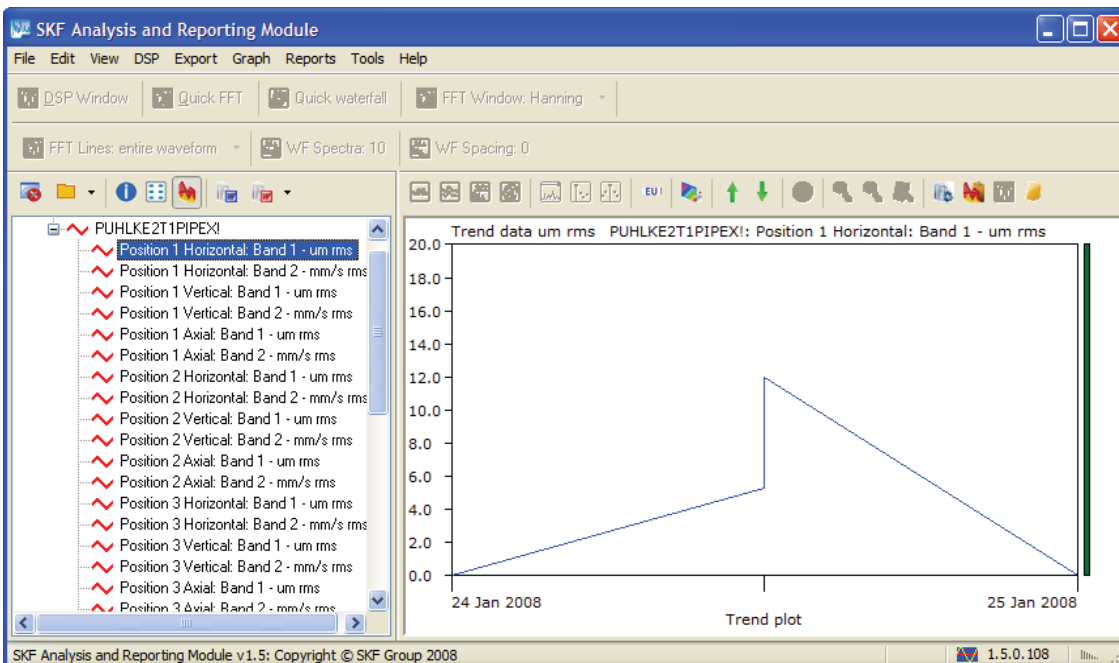 SKF Analysis and Reporting Module
File Edit View DSP Export Graph Reports Tools Help
DSP Window Quick FFT Quick waterfall FFT Window: Hanning
FFT Lines: entire waveform WF Spectra: 10 WF Spacing: 0
EUI
PUHLKE2T1PIPEX!
Position 1 Horizontal: Band 1 - um rms
Position 1 Horizontal: Band 2 - mm/s rms
Position 1 Vertical: Band 1 - um rms
Position 1 Vertical: Band 2 - mm/s rms
Position 1 Axial: Band 1 - um rms
Position 1 Axial: Band 2 - mm/s rms
Position 2 Horizontal: Band 1 - um rms
Position 2 Horizontal: Band 2 - mm/s rms
Position 2 Vertical: Band 1 - um rms
Position 2 Vertical: Band 2 - mm/s rms
Position 2 Axial: Band 1 - um rms
Position 2 Axial: Band 2 - mm/s rms
Position 3 Horizontal: Band 1 - um rms
Position 3 Horizontal: Band 2 - mm/s rms
Position 3 Vertical: Band 1 - um rms
Position 3 Vertical: Band 2 - mm/s rms
Position 3 Axial: Band 1 - um rms
Position 3 Axial: Band 2 - mm/s rms
Trend data um rms PUHLKE2T1PIPEX!: Position 1 Horizontal: Band 1 - um rms
20.0
18.0
16.0
14.0
12.0
10.0
8.0
6.0
4.0
2.0
0.0
24 Jan 2008 25 Jan 2008
Trend plot
SKF Analysis and Reporting Module v1.5: Copyright © SKF Group 2008 1.5.0.108